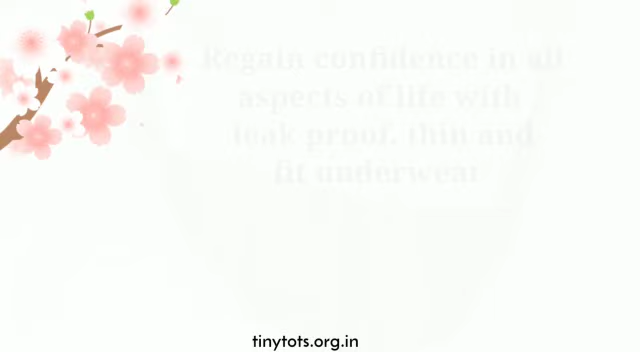 Regain confidence in all
aspects of life with
leak proof, thin and
fit underwear
tinytots.org.in